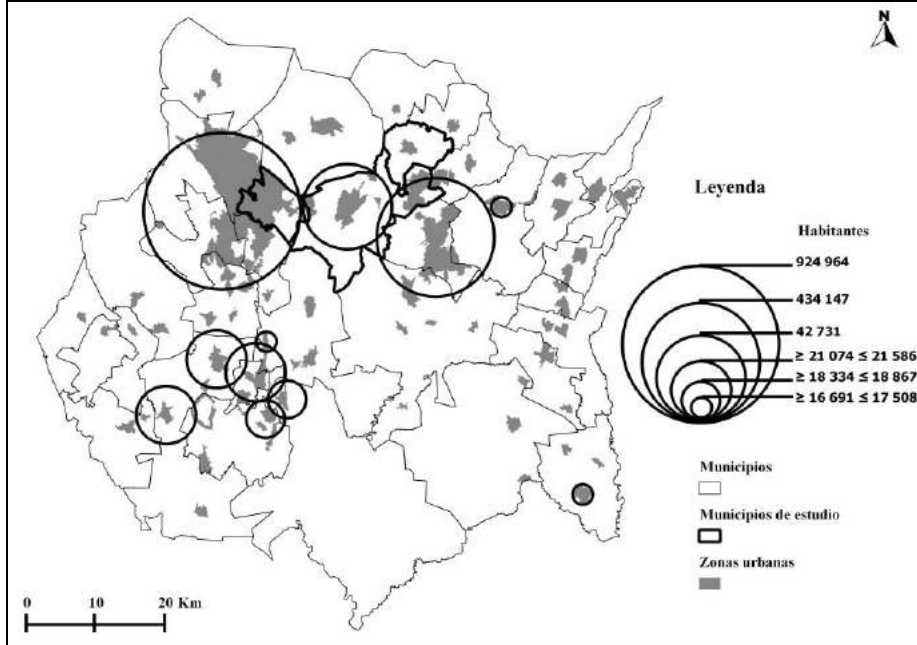 N
Leyenda
Habitantes
924 964
434 147
42 731
≥ 21 074 ≤ 21 586
≥ 18 334 ≤ 18 867
≥ 16 691 ≤ 17 508
Municipios
Municipios de estudio
Zonas urbanas
0 10 20 Km